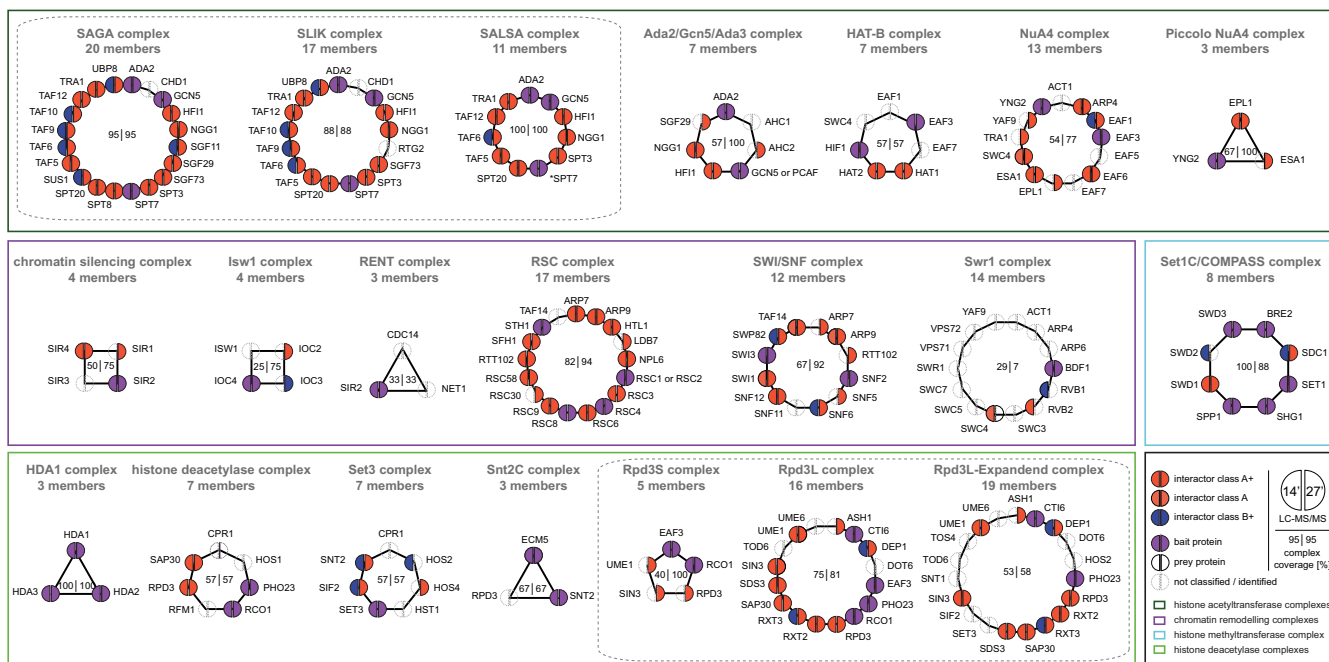 SAGA complex
20 members
UBP8 ADA2
TRA1 CHD1
TAF12 GCN5
TAF10 HFI1
TAF9 NGG1
TAF6 SGF11
TAF5 SGF29
SUS1 SGF73
SPT20 SPT3
SPT8 SPT7
95|95
SLIK complex
17 members
UBP8 ADA2
TRA1 CHD1
TAF12 GCN5
TAF10 HFI1
TAF9 NGG1
TAF6 RTG2
TAF5 SGF73
SPT20 SPT3
SPT7
88|88
SALSA complex
11 members
ADA2
TRA1 GCN5
TAF12 HFI1
TAF6 NGG1
TAF5 SPT3
SPT20 *SPT7
100|100
Ada2/Gcn5/Ada3 complex
7 members
ADA2
SGF29 AHC1
NGG1 AHC2
HFI1 GCN5 or PCAF
57|100
HAT-B complex
7 members
EAF1
SWC4 EAF3
HIF1 EAF7
HAT2 HAT1
57|57
NuA4 complex
13 members
ACT1
YNG2 ARP4
YAF9 EAF1
TRA1 EAF3
SWC4 EAF5
ESA1 EAF6
EPL1 EAF7
54|77
Piccolo NuA4 complex
3 members
EPL1
YNG2 ESA1
67|100
chromatin silencing complex
4 members
SIR4 SIR1
SIR3 SIR2
50|75
Isw1 complex
4 members
ISW1 IOC2
IOC4 IOC3
25|75
RENT complex
3 members
CDC14
SIR2 NET1
33|33
RSC complex
17 members
ARP7
TAF14 ARP9
STH1 HTL1
SFH1 LDB7
RTT102 NPL6
RSC58 RSC1 or RSC2
RSC30 RSC3
RSC9 RSC4
RSC8 RSC6
82|94
SWI/SNF complex
12 members
TAF14 ARP7
SWP82 ARP9
SWI3 RTT102
SWI1 SNF2
SNF12 SNF5
SNF11 SNF6
67|92
Swr1 complex
14 members
YAF9 ACT1
VPS72 ARP4
VPS71 ARP6
SWR1 BDF1
SWC7 RVB1
SWC5 RVB2
SWC4 SWC3
29|7
Set1C/COMPASS complex
8 members
SWD3 BRE2
SWD2 SDC1
SWD1 SET1
SPP1 SHG1
100|88
HDA1 complex
3 members
HDA1
HDA3 HDA2
100|100
histone deacetylase complex
7 members
CPR1
SAP30 HOS1
RPD3 PHO23
RFM1 RCO1
57|57
Set3 complex
7 members
CPR1
SNT2 HOS2
SIF2 HOS4
SET3 HST1
57|57
Snt2C complex
3 members
ECM5
RPD3 SNT2
67|67
Rpd3S complex
5 members
EAF3
UME1 RCO1
SIN3 RPD3
40|100
Rpd3L complex
16 members
UME6 ASH1
UME1 CTI6
TOD6 DEP1
SIN3 DOT6
SDS3 EAF3
SAP30 PHO23
RXT3 RCO1
RXT2 RPD3
75|81
Rpd3L-Expandend complex
19 members
ASH1
UME6 CTI6
UME1 DEP1
TOS4 DOT6
TOD6 HOS2
SNT1 PHO23
SIN3 RPD3
SIF2 RXT2
SET3 RXT3
SDS3 SAP30
53|58
interactor class A+
interactor class A
interactor class B+
bait protein
prey protein
not classified / identified
14' 27'
LC-MS/MS
95|95
complex
coverage [%]
histone acetyltransferase complexes
chromatin remodelling complexes
histone methyltransferase complex
histone deacetylase complexes